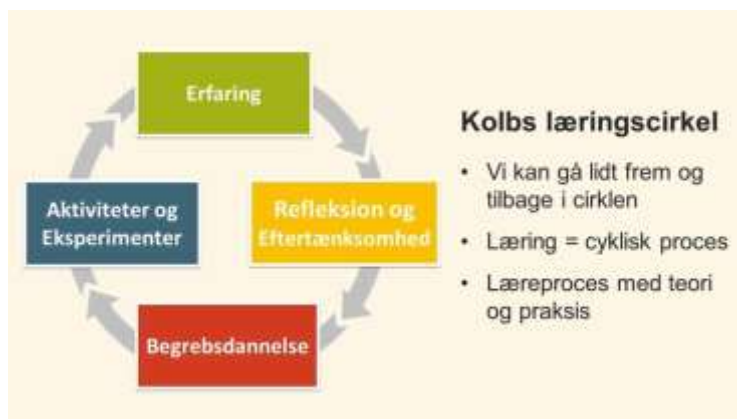 Erfaring
Aktiviteter og
Eksperimenter
Refleksion og
Eftertænksomhed
Begrebsdannelse
Kolbs læringscirkel
• Vi kan gå lidt frem og
tilbage i cirklen
• Læring = cyklisk proces
• Læreproces med teori
og praksis